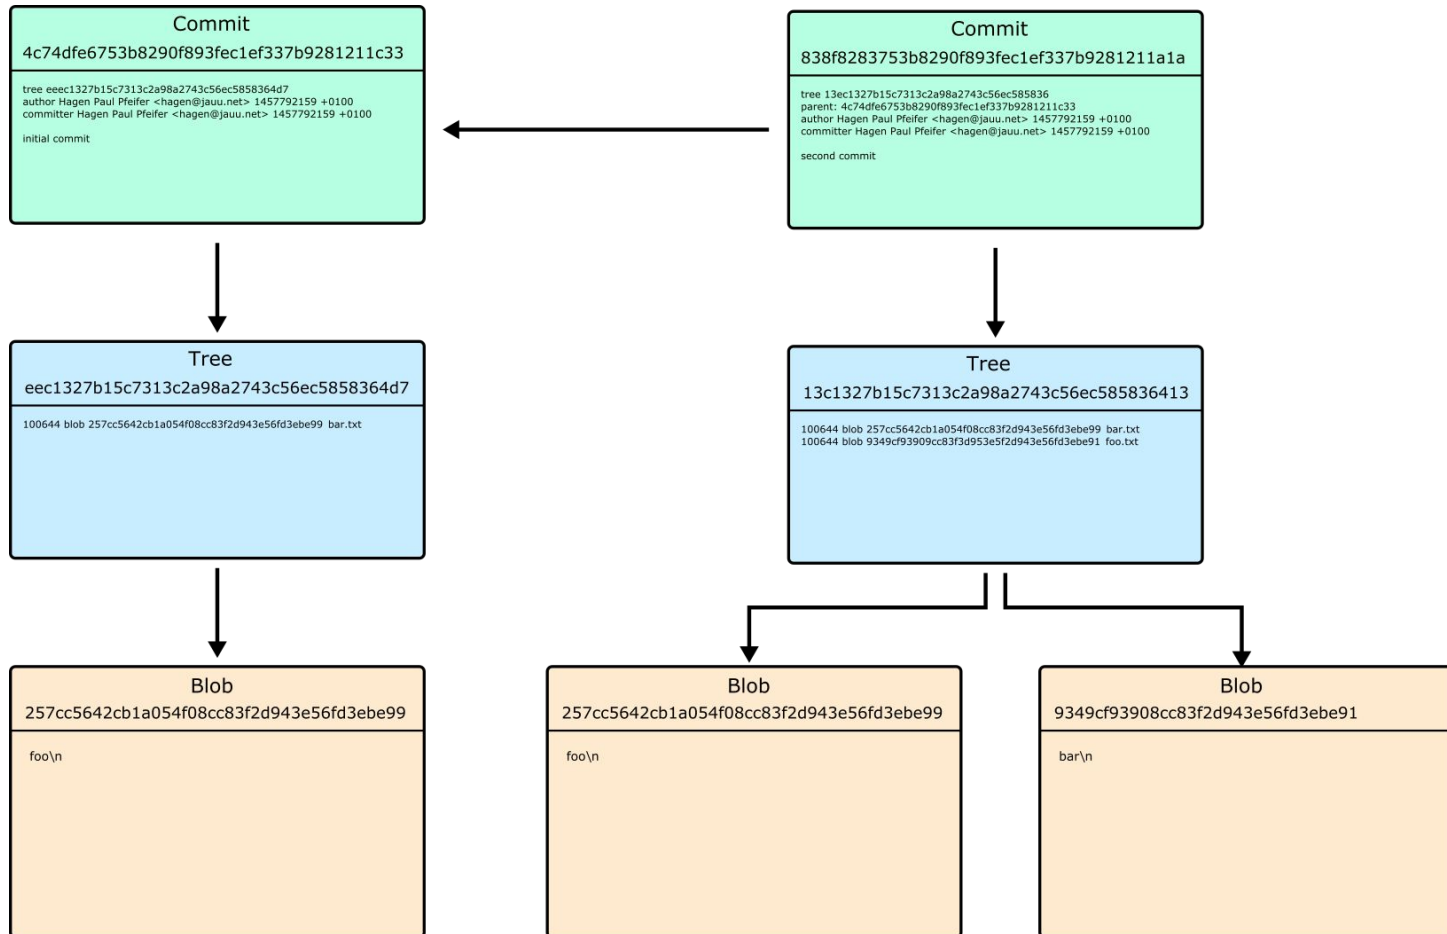 Commit
4c74dfe6753b8290f893fec1ef337b9281211c33
tree eeec1327b15c7313c2a98a2743c56ec5858364d7
author Hagen Paul Pfeifer <hagen@jauu.net> 1457792159 +0100
committer Hagen Paul Pfeifer <hagen@jauu.net> 1457792159 +0100
initial commit
Commit
838f8283753b8290f893fec1ef337b9281211a1a
tree 13ec1327b15c7313c2a98a2743c56ec585836
parent: 4c74dfe6753b8290f893fec1ef337b9281211c33
author Hagen Paul Pfeifer <hagen@jauu.net> 1457792159 +0100
committer Hagen Paul Pfeifer <hagen@jauu.net> 1457792159 +0100
second commit
Tree
eec1327b15c7313c2a98a2743c56ec5858364d7
100644 blob 257cc5642cb1a054f08cc83f2d943e56fd3ebe99 bar.txt
Tree
13c1327b15c7313c2a98a2743c56ec585836413
100644 blob 257cc5642cb1a054f08cc83f2d943e56fd3ebe99 bar.txt
100644 blob 9349cf93909cc83f3d953e5f2d943e56fd3ebe91 foo.txt
Blob
257cc5642cb1a054f08cc83f2d943e56fd3ebe99
foo\n
Blob
257cc5642cb1a054f08cc83f2d943e56fd3ebe99
foo\n
Blob
9349cf93908cc83f2d943e56fd3ebe91
bar\n